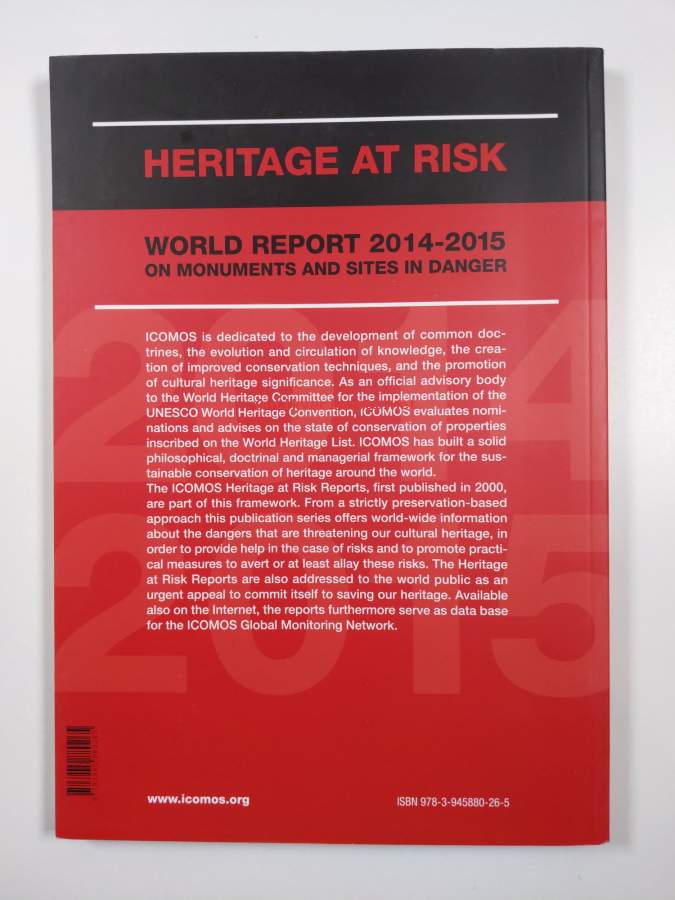 HERITAGE AT RISK
WORLD REPORT 2014-2015
ON MONUMENTS AND SITES IN DANGER
2014
2015
ICOMOS is dedicated to the development of common doc-
trines, the evolution and circulation of knowledge, the crea-
tion of improved conservation techniques, and the promotion
of cultural heritage significance. As an official advisory body
to the World Heritage Committee for the implementation of the
UNESCO World Heritage Convention, ICOMOS evaluates nomi-
nations and advises on the state of conservation of properties
inscribed on the World Heritage List. ICOMOS has built a solid
philosophical, doctrinal and managerial framework for the sus-
tainable conservation of heritage around the world.
The ICOMOS Heritage at Risk Reports, first published in 2000,
are part of this framework. From a strictly preservation-based
approach this publication series offers world-wide information
about the dangers that are threatening our cultural heritage, in
order to provide help in the case of risks and to promote practi-
cal measures to avert or at least allay these risks. The Heritage
at Risk Reports are also addressed to the world public as an
urgent appeal to commit itself to saving our heritage. Available
also on the Internet, the reports furthermore serve as data base
for the ICOMOS Global Monitoring Network.
www.icomos.org
ISBN 978-3-945880-26-5